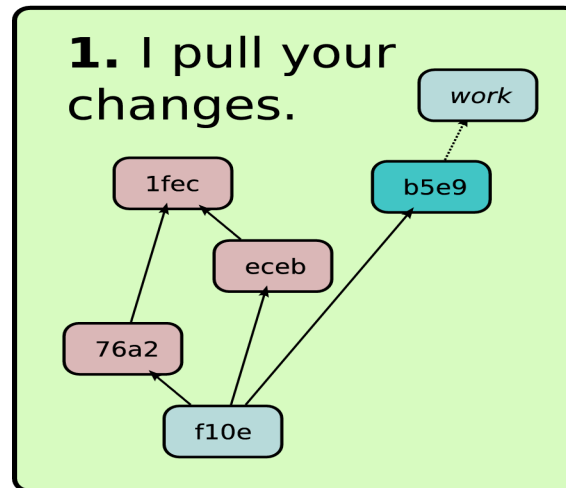 1. I pull your
changes.
work
1fec
b5e9
eceb
76a2
f10e